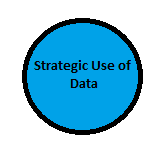 Strategic Use of
Data